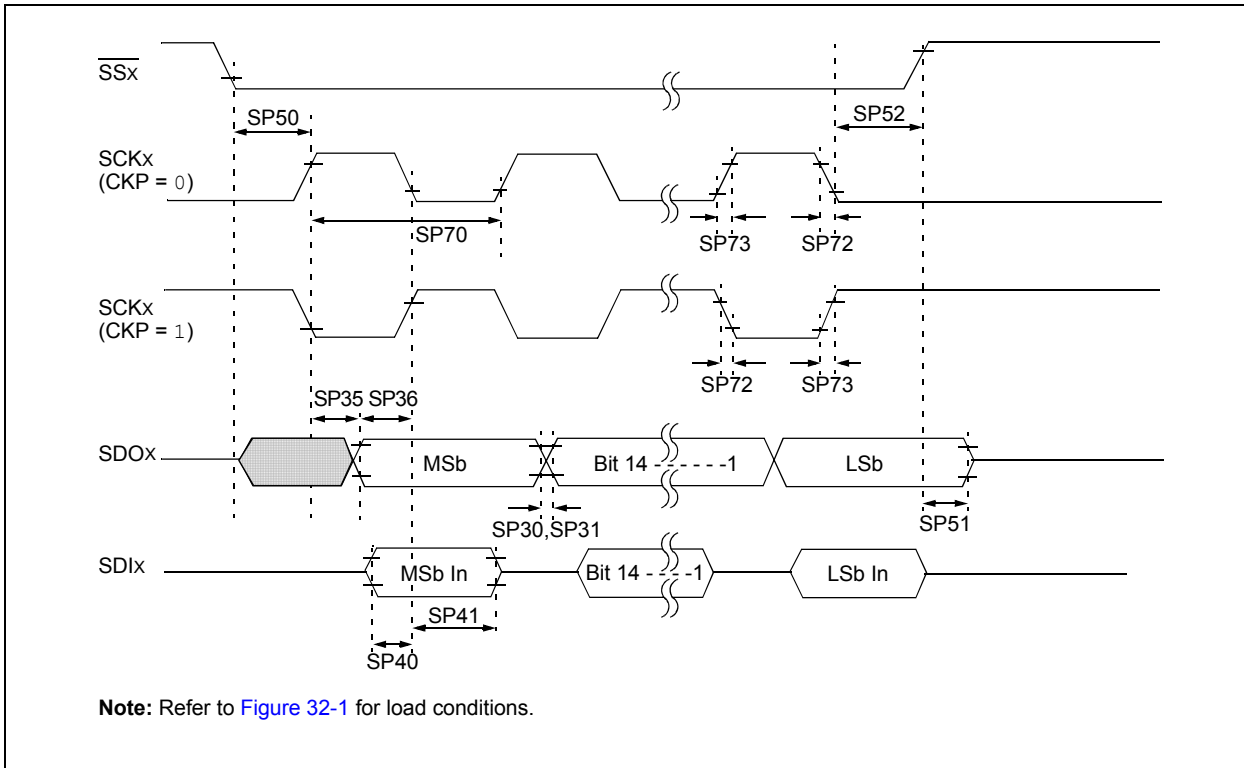 SSx
SP50
SP52
SCKx
(CKP = 0)
SP70
SP73
SP72
SCKx
(CKP = 1)
SP72
SP73
SP35
SP36
SDOx
MSb
Bit 14 - - - - - -1
LSb
SP30,SP31
SP51
SDIx
MSb In
Bit 14 - - - -1
LSb In
SP41
SP40
Note: Refer to Figure 32-1 for load conditions.